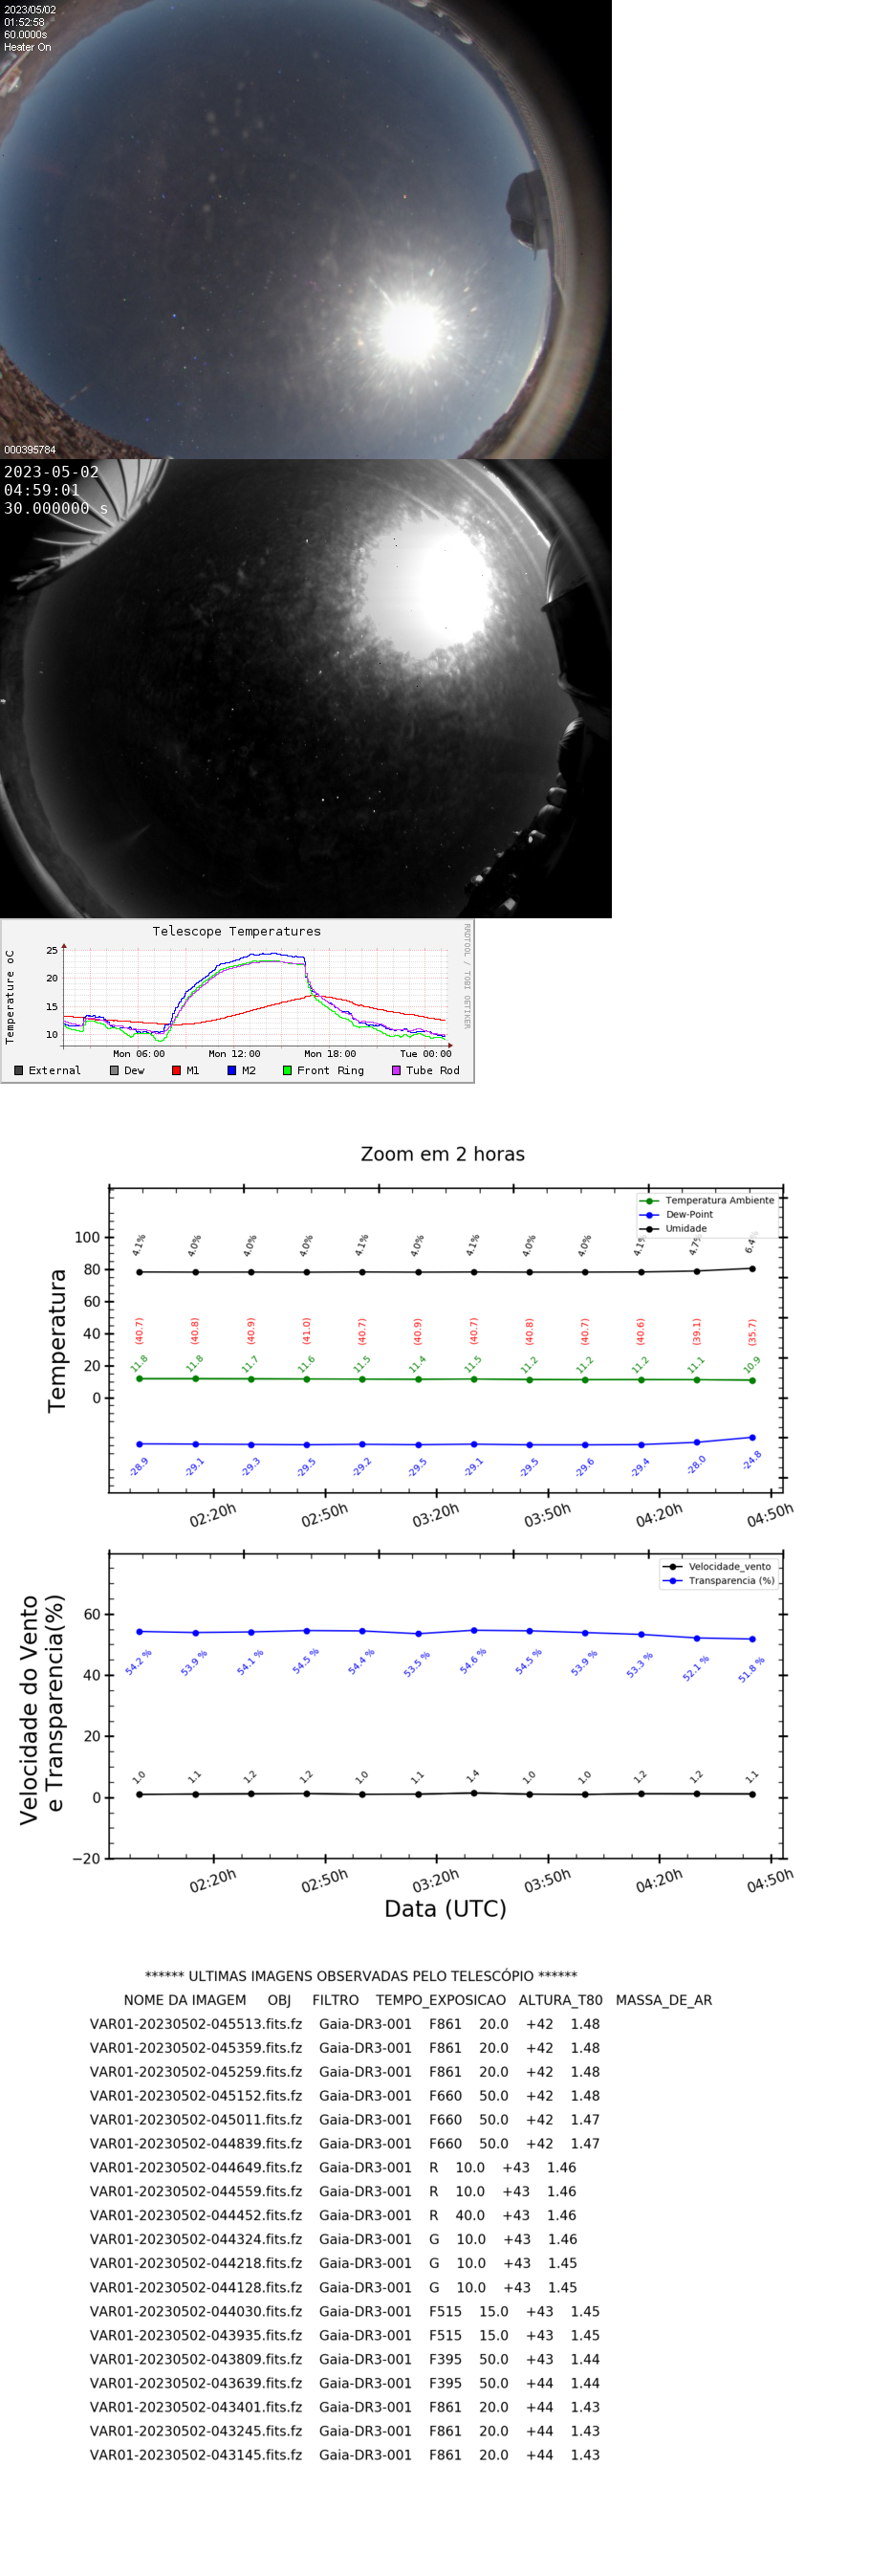 2023/05/02
01:52:58
60.0000s
Heater On
000395784
2023-05-02
04:59:01
30.000000 s
Telescope Temperatures
Temperature oC
RRDTOOL / TOBI OETIKER
25
20
15
10
Mon 06:00 Mon 12:00 Mon 18:00 Tue 00:00
External Dew M1 M2 Front Ring Tube Rod
Zoom em 2 horas
Temperatura Ambiente
Dew-Point
Umidade
Temperatura
100
80
60
40
20
0
4.1% 4.0% 4.0% 4.0% 4.1% 4.0% 4.1% 4.0% 4.0% 4.1% 4.7% 6.4
(40.7) (40.8) (40.9) (41.0) (40.7) (40.9) (40.7) (40.8) (40.7) (40.6) (39.1) (35.7)
11.8 11.8 11.7 11.6 11.5 11.4 11.5 11.2 11.2 11.2 11.1 10.9
-28.9 -29.1 -29.3 -29.5 -29.2 -29.5 -29.1 -29.5 -29.6 -29.4 -28.0 -24.8
02:20h 02:50h 03:20h 03:50h 04:20h 04:50h
Velocidade_vento
Transparencia (%)
Velocidade do Vento
e Transparencia(%)
60
40
20
0
−20
54.2 % 53.9 % 54.1 % 54.5 % 54.4 % 53.5 % 54.6 % 54.5 % 53.9 % 53.3 % 52.1 % 51.8 %
1.0 1.1 1.2 1.2 1.0 1.1 1.4 1.0 1.0 1.2 1.2 1.1
02:20h 02:50h 03:20h 03:50h 04:20h 04:50h
Data (UTC)
****** ULTIMAS IMAGENS OBSERVADAS PELO TELESCÓPIO ******
NOME DA IMAGEM OBJ FILTRO TEMPO_EXPOSICAO ALTURA_T80 MASSA_DE_AR
VAR01-20230502-045513.fits.fz Gaia-DR3-001 F861 20.0 +42 1.48
VAR01-20230502-045359.fits.fz Gaia-DR3-001 F861 20.0 +42 1.48
VAR01-20230502-045259.fits.fz Gaia-DR3-001 F861 20.0 +42 1.48
VAR01-20230502-045152.fits.fz Gaia-DR3-001 F660 50.0 +42 1.48
VAR01-20230502-045011.fits.fz Gaia-DR3-001 F660 50.0 +42 1.47
VAR01-20230502-044839.fits.fz Gaia-DR3-001 F660 50.0 +42 1.47
VAR01-20230502-044649.fits.fz Gaia-DR3-001 R 10.0 +43 1.46
VAR01-20230502-044559.fits.fz Gaia-DR3-001 R 10.0 +43 1.46
VAR01-20230502-044452.fits.fz Gaia-DR3-001 R 40.0 +43 1.46
VAR01-20230502-044324.fits.fz Gaia-DR3-001 G 10.0 +43 1.46
VAR01-20230502-044218.fits.fz Gaia-DR3-001 G 10.0 +43 1.45
VAR01-20230502-044128.fits.fz Gaia-DR3-001 G 10.0 +43 1.45
VAR01-20230502-044030.fits.fz Gaia-DR3-001 F515 15.0 +43 1.45
VAR01-20230502-043935.fits.fz Gaia-DR3-001 F515 15.0 +43 1.45
VAR01-20230502-043809.fits.fz Gaia-DR3-001 F395 50.0 +43 1.44
VAR01-20230502-043639.fits.fz Gaia-DR3-001 F395 50.0 +44 1.44
VAR01-20230502-043401.fits.fz Gaia-DR3-001 F861 20.0 +44 1.43
VAR01-20230502-043245.fits.fz Gaia-DR3-001 F861 20.0 +44 1.43
VAR01-20230502-043145.fits.fz Gaia-DR3-001 F861 20.0 +44 1.43